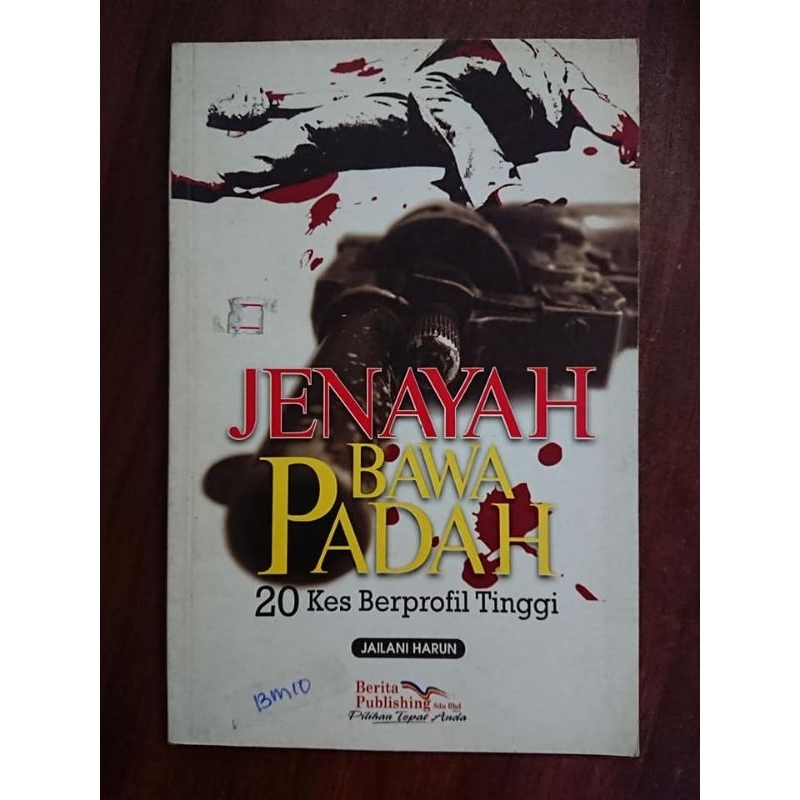 JENAYAH
BAWA
PADAH
20 Kes Berprofil Tinggi
JAILANI HARUN
BM10
Berita
Publishing Sdn Bhd
Pilihan Tepat Anda